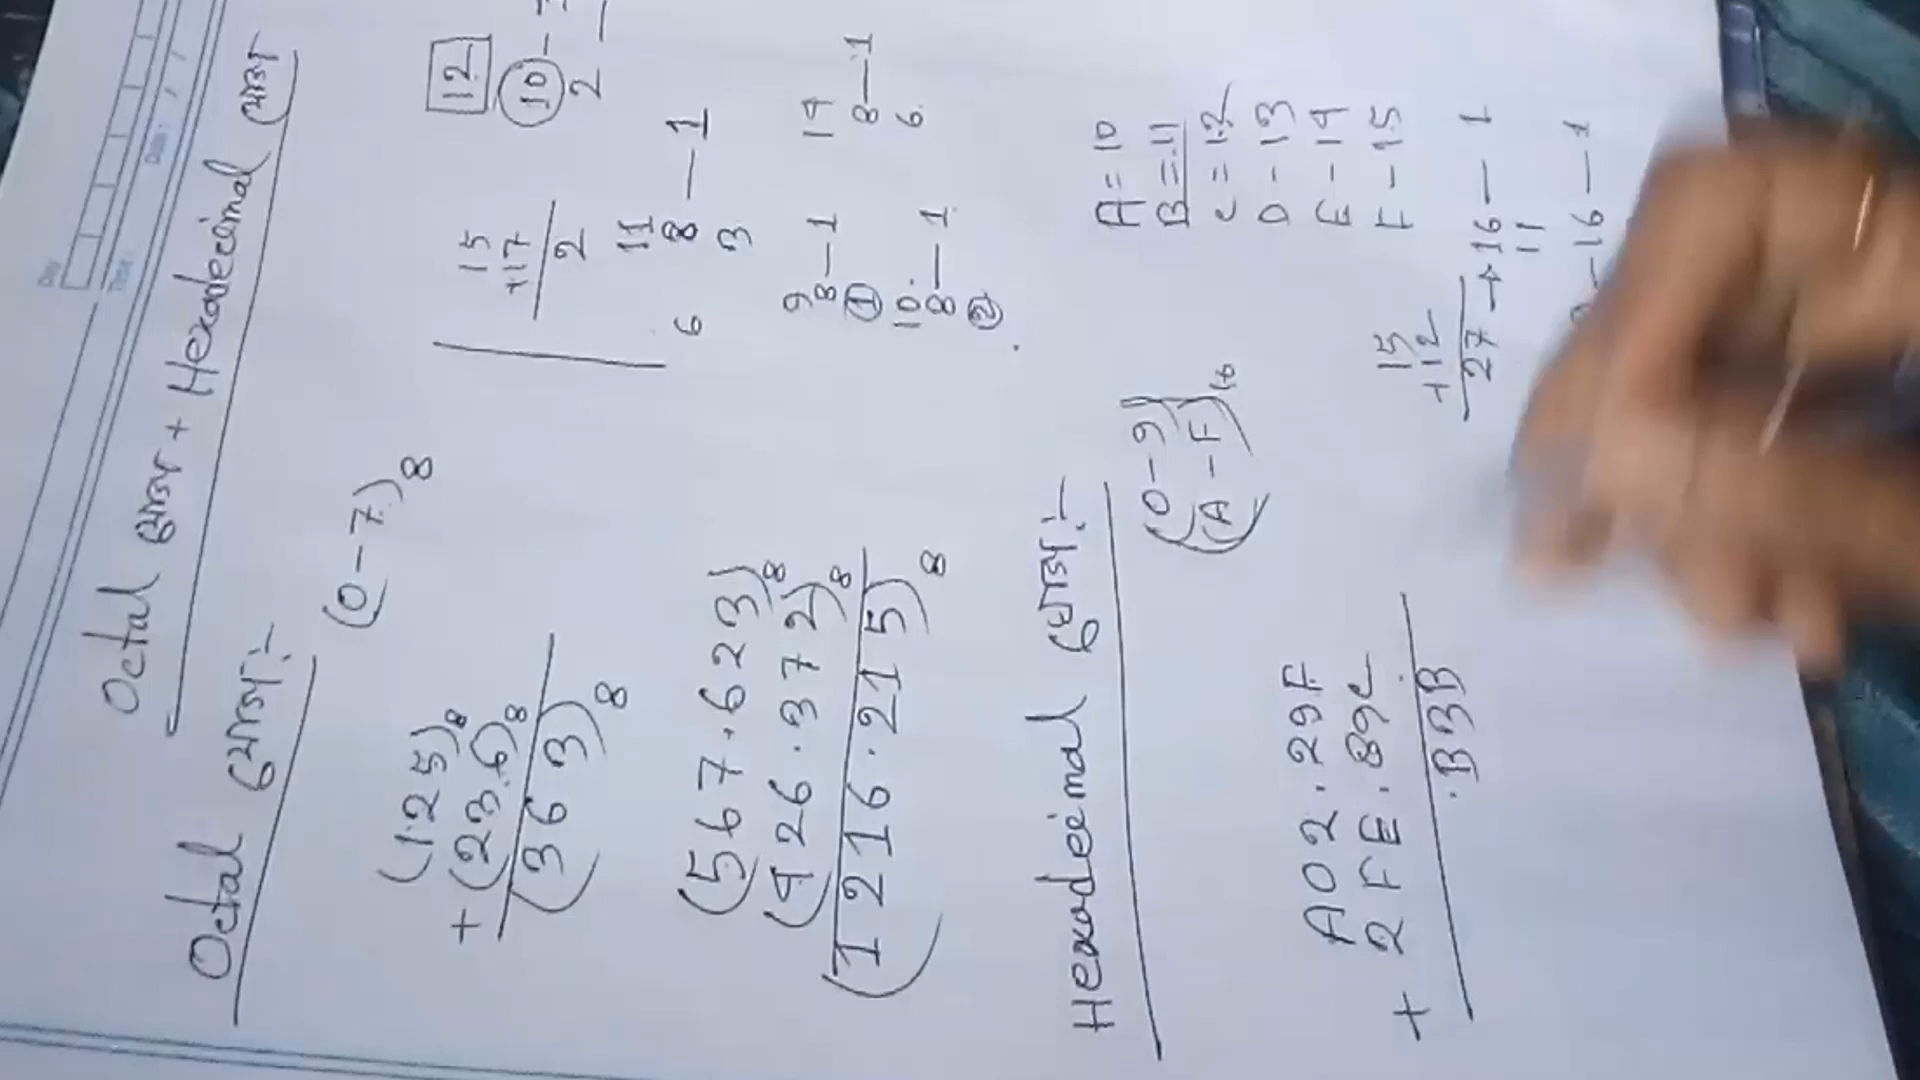 Octal যোগ + Hexadecimal যোগ
Octal যোগ:-
(0-7)8
(125)8
+ (23.6)8
(363)8
15
+17
2
12
10
2
11
8—1
3
6
(567.623)8
(426.372)8
(1216.215)8
9
8—1
1
10
8—1
2
14
8—1
6
Hexadecimal যোগ:-
(0-9)
(A-F)16
A=10
B=11
C=12
D-13
E-14
F-15
A02.29F
+ 2FE.89C
.B3B
15
+12
27→16—1
11
16—1